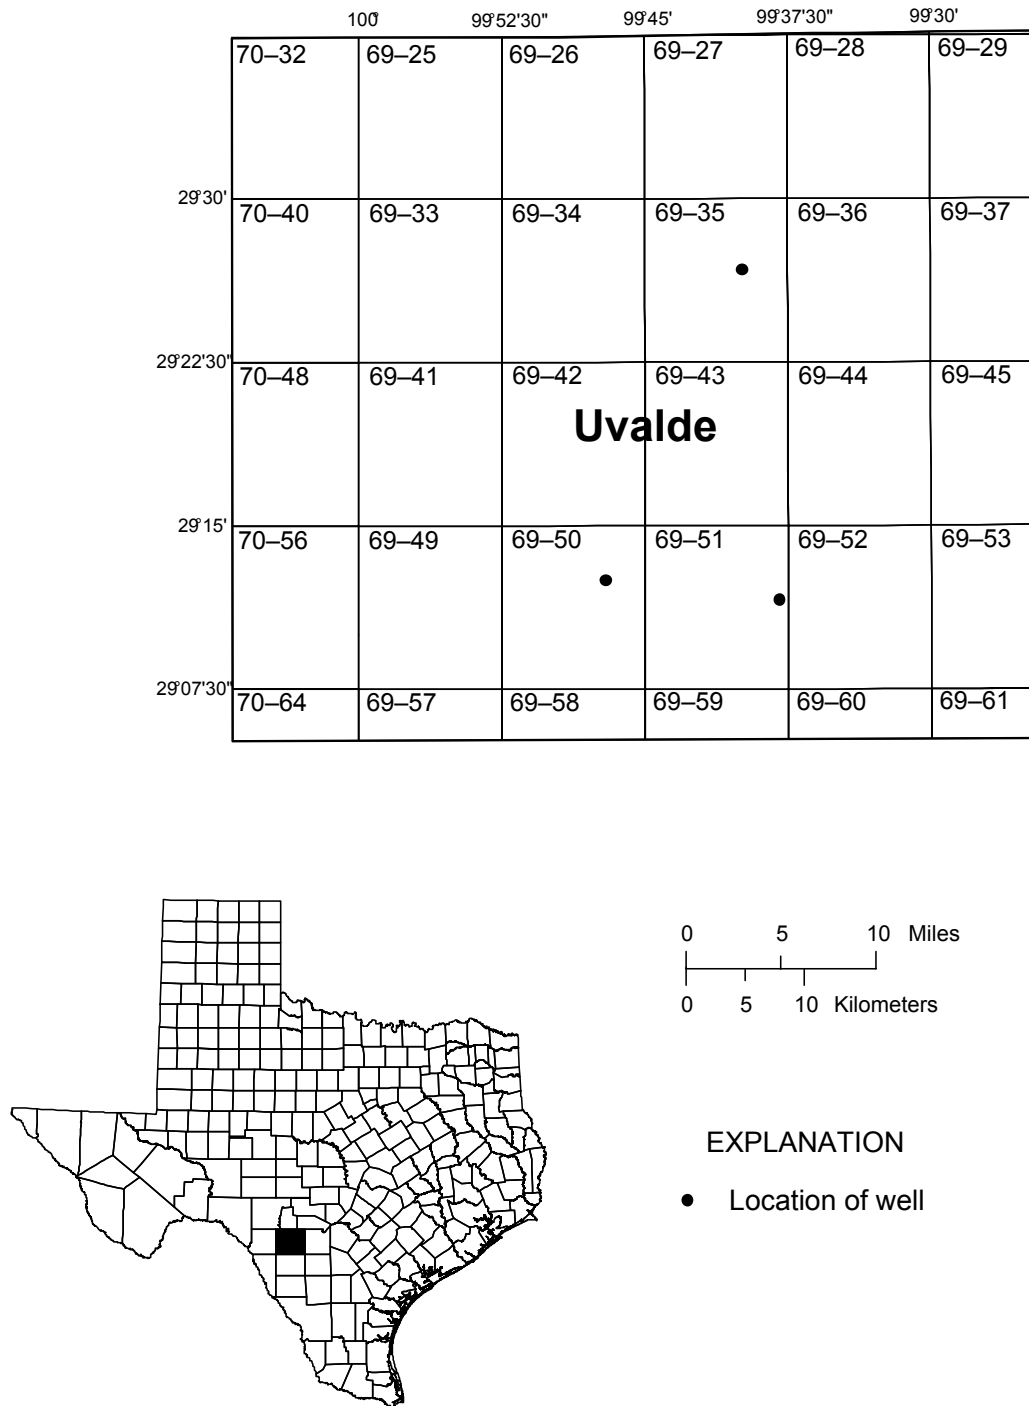 100° 99°52'30" 99°45' 99°37'30" 99°30'
70–32 69–25 69–26 69–27 69–28 69–29
29°30'
70–40 69–33 69–34 69–35 69–36 69–37
29°22'30"
70–48 69–41 69–42 69–43 69–44 69–45
Uvalde
29°15'
70–56 69–49 69–50 69–51 69–52 69–53
29°07'30"
70–64 69–57 69–58 69–59 69–60 69–61
0 5 10 Miles
0 5 10 Kilometers
EXPLANATION
Location of well